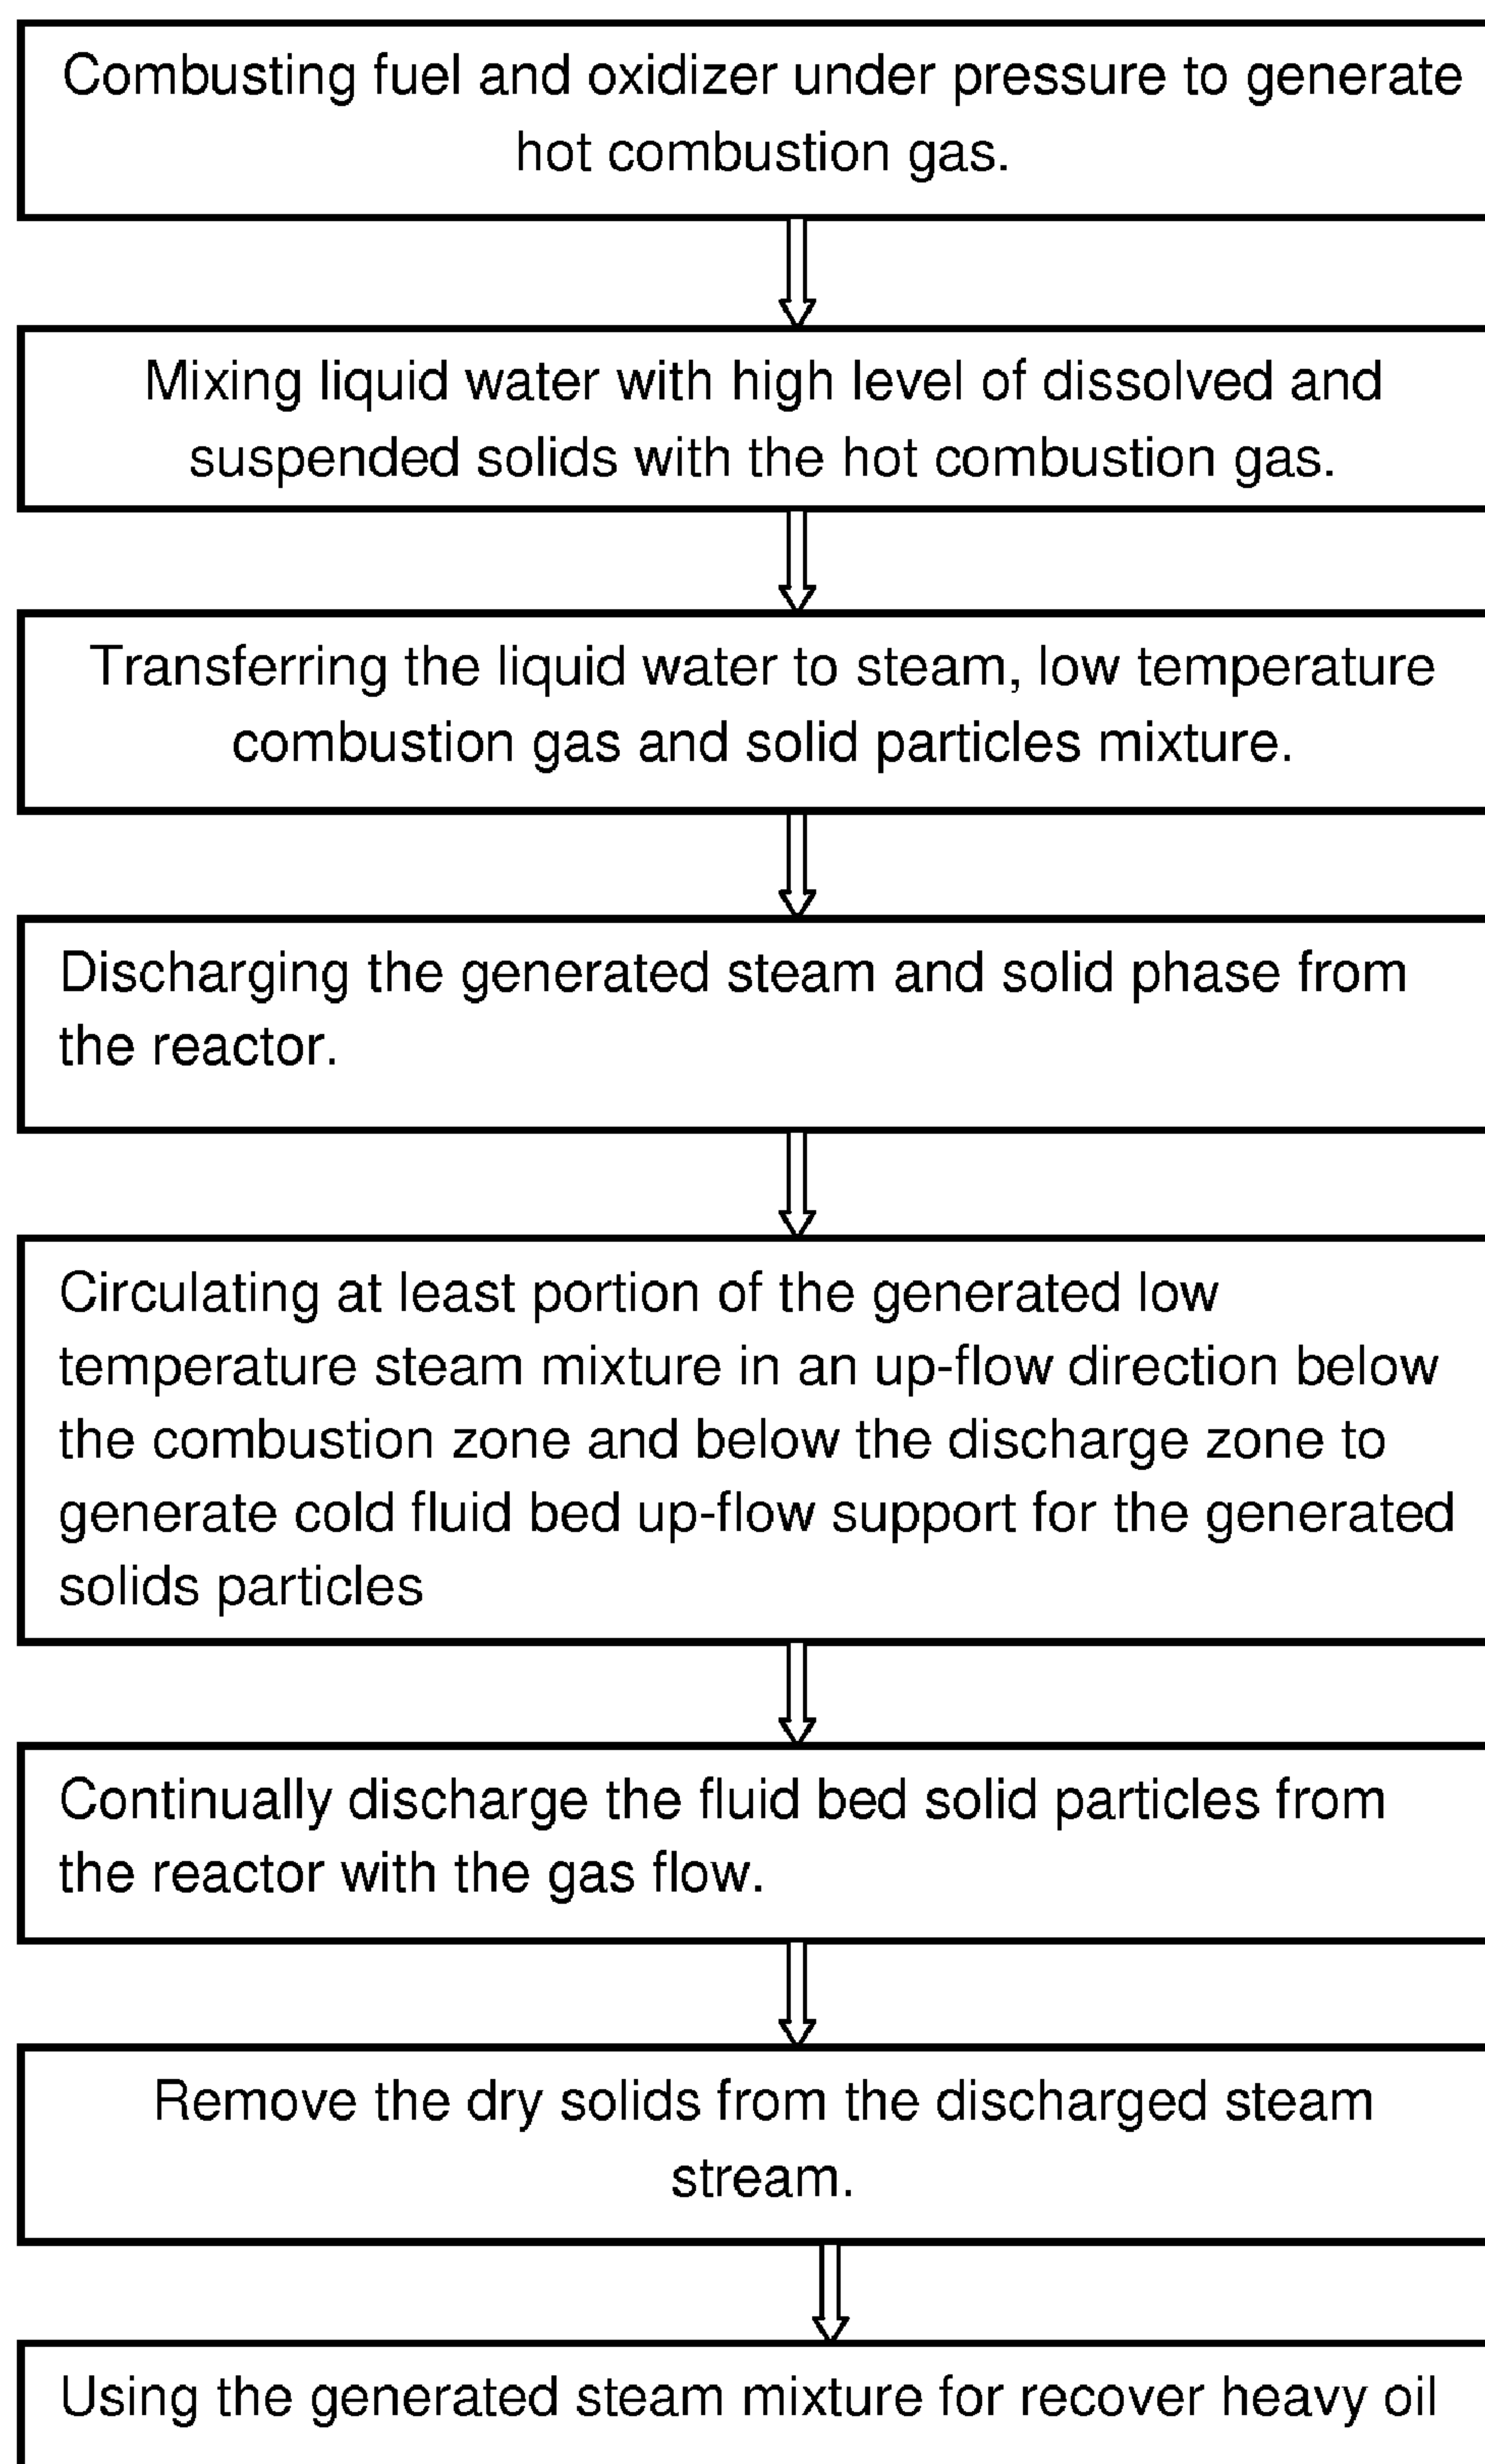 Combusting fuel and oxidizer under pressure to generate
hot combustion gas.
Mixing liquid water with high level of dissolved and
suspended solids with the hot combustion gas.
Transferring the liquid water to steam, low temperature
combustion gas and solid particles mixture.
Discharging the generated steam and solid phase from
the reactor.
Circulating at least portion of the generated low
temperature steam mixture in an up-flow direction below
the combustion zone and below the discharge zone to
generate cold fluid bed up-flow support for the generated
solids particles
Continually discharge the fluid bed solid particles from
the reactor with the gas flow.
Remove the dry solids from the discharged steam
stream.
Using the generated steam mixture for recover heavy oil